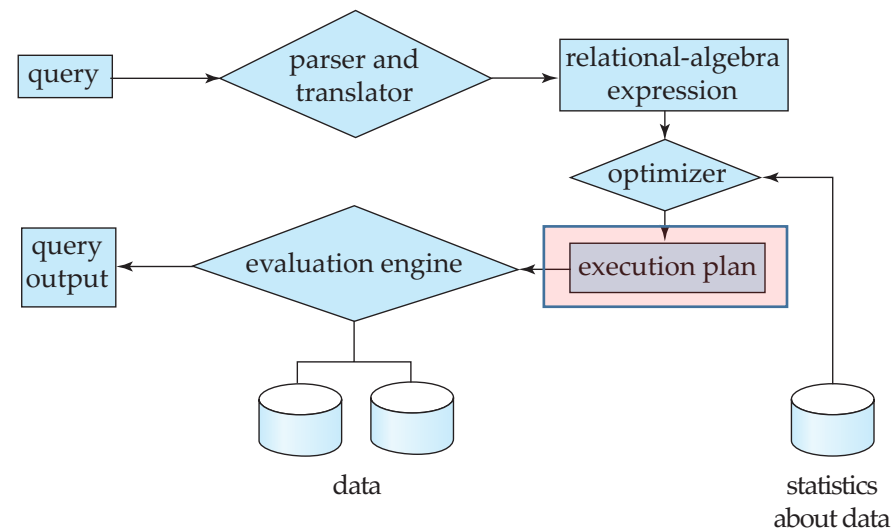 query
parser and
translator
relational-algebra
expression
optimizer
query
output
evaluation engine
execution plan
data
statistics
about data